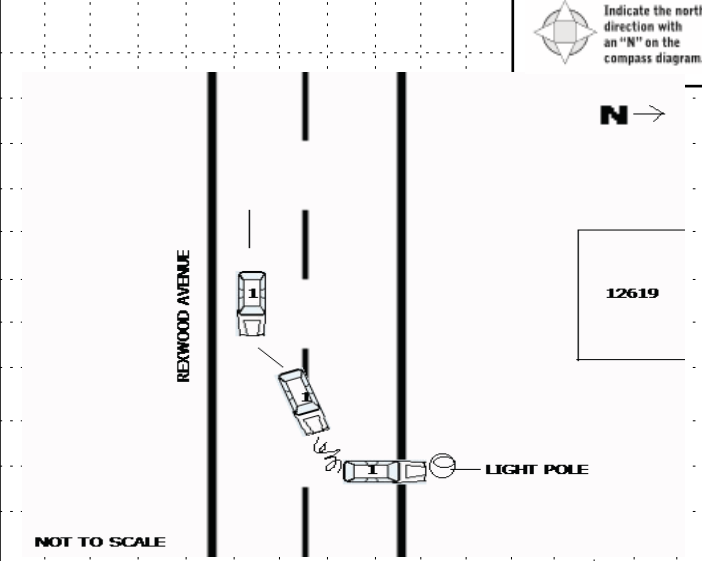 Indicate the north
direction with
an "N" on the
compass diagram.
N
REXWOOD AVENUE
1
12619
1
1
LIGHT POLE
NOT TO SCALE